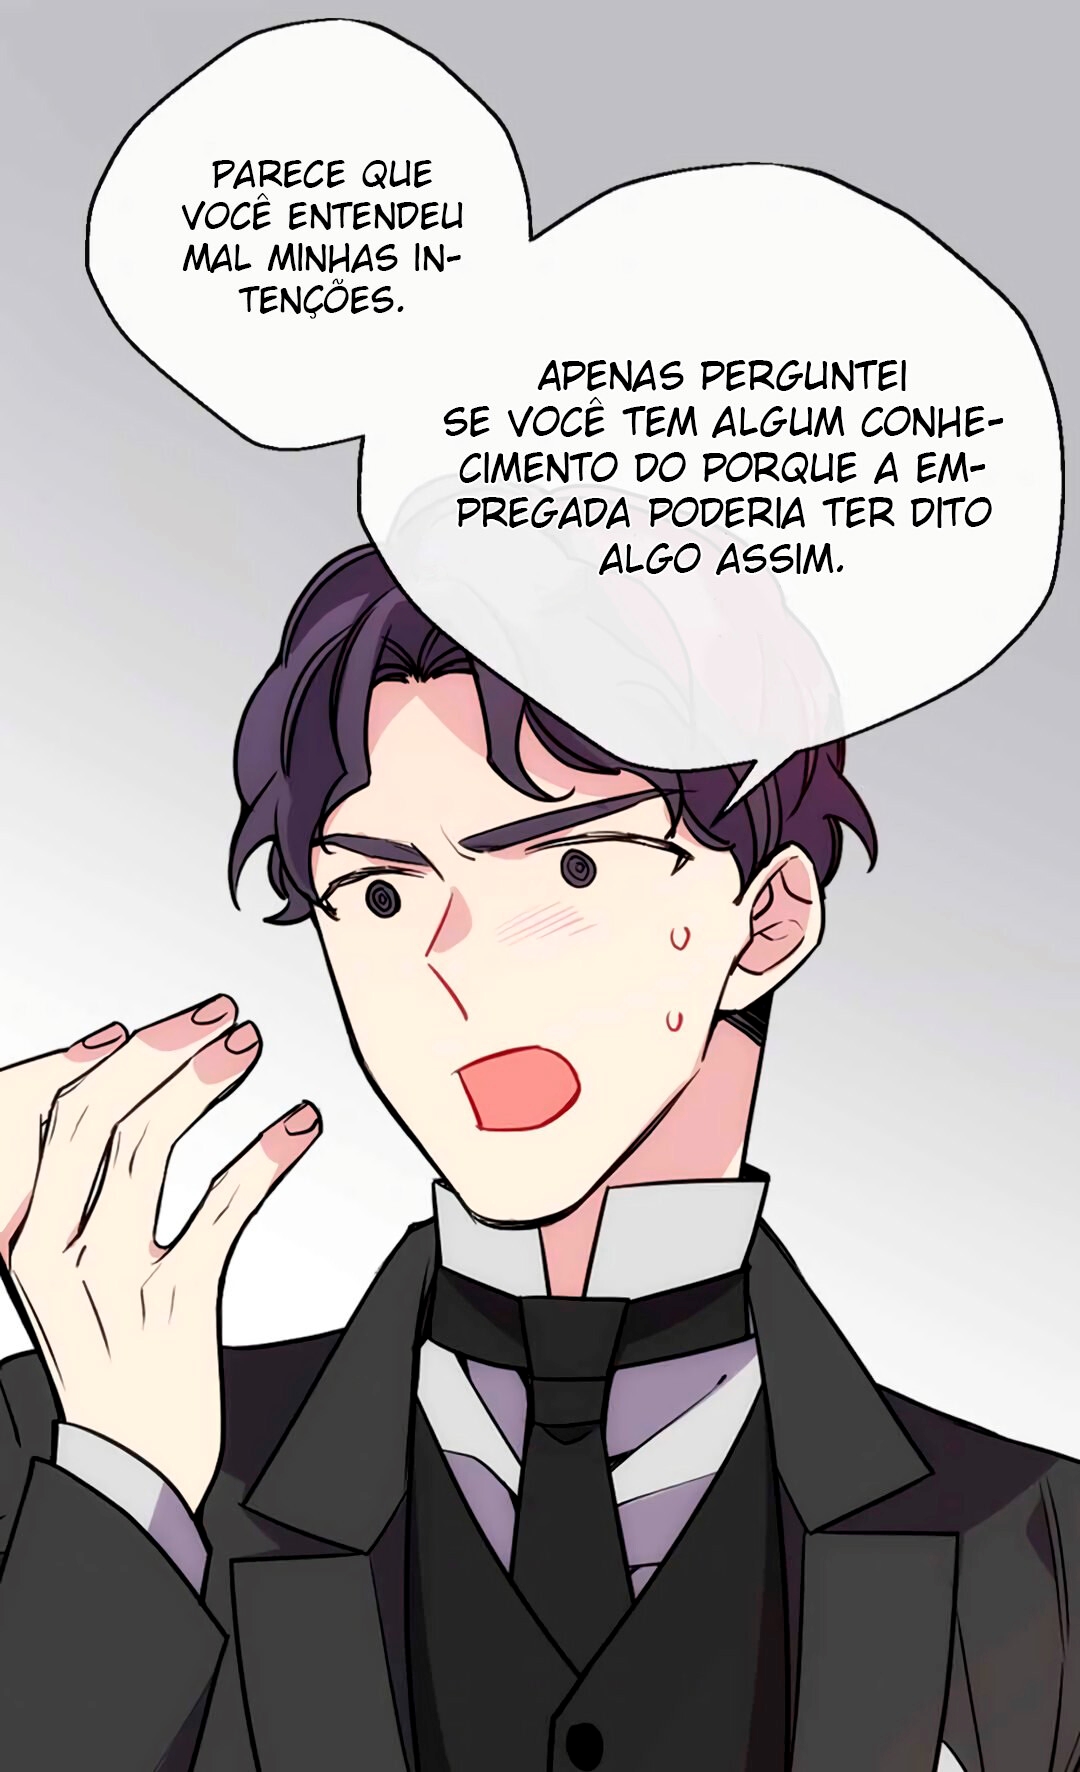 PARECE QUE
VOCÊ ENTENDEU
MAL MINHAS IN-
TENÇÕES.
APENAS PERGUNTEI
SE VOCÊ TEM ALGUM CONHE-
CIMENTO DO PORQUE A EM-
PREGADA PODERIA TER DITO
ALGO ASSIM.